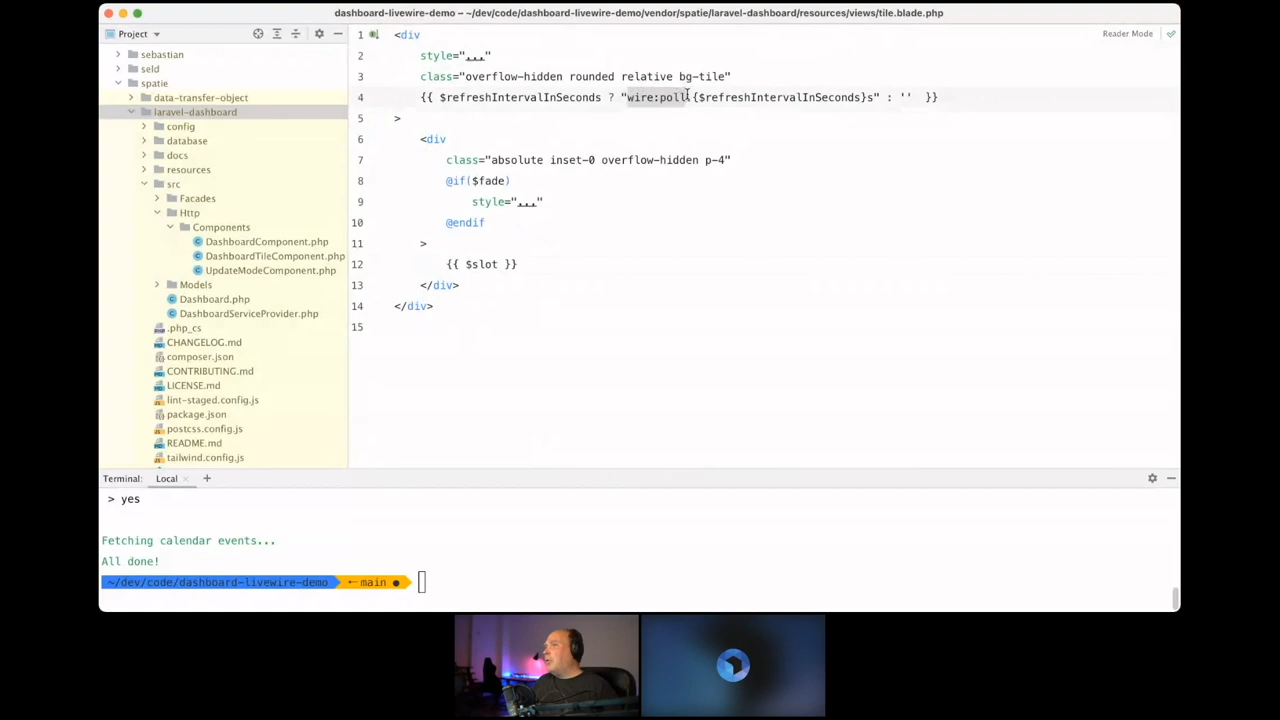 dashboard-livewire-demo – ~/dev/code/dashboard-livewire-demo/vendor/spatie/laravel-dashboard/resources/views/tile.blade.php
Project
sebastian
seld
spatie
data-transfer-object
laravel-dashboard
config
database
docs
resources
src
Facades
Http
Components
DashboardComponent.php
DashboardTileComponent.php
UpdateModeComponent.php
Models
Dashboard.php
DashboardServiceProvider.php
.php_cs
CHANGELOG.md
composer.json
CONTRIBUTING.md
LICENSE.md
lint-staged.config.js
package.json
postcss.config.js
README.md
tailwind.config.js
Reader Mode
1 <div
2 style="..."
3 class="overflow-hidden rounded relative bg-tile"
4 {{ $refreshIntervalInSeconds ? "wire:poll.{$refreshIntervalInSeconds}s" : '' }}
5 >
6 <div
7 class="absolute inset-0 overflow-hidden p-4"
8 @if($fade)
9 style="..."
10 @endif
11 >
12 {{ $slot }}
13 </div>
14 </div>
15
Terminal: Local
> yes
Fetching calendar events...
All done!
~/dev/code/dashboard-livewire-demo main ●